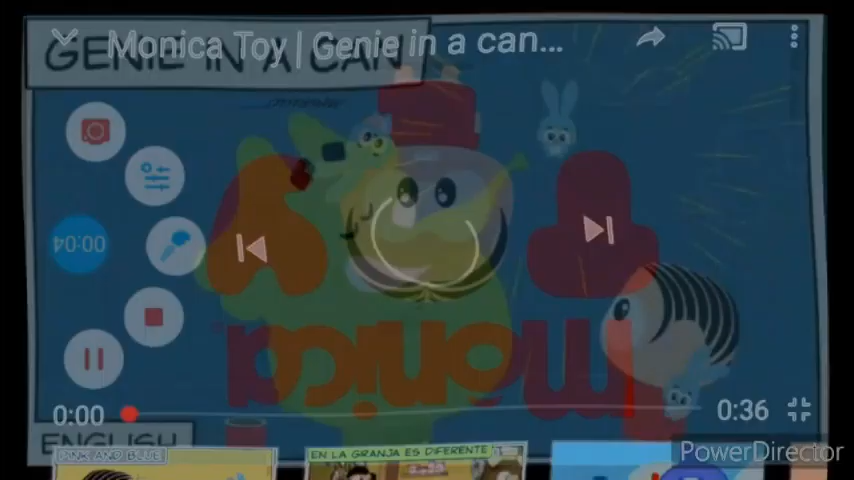 GENIE IN A CAN
Monica Toy | Genie in a can...
00:04
monica
0:00
0:36
ENGLISH
PINK AND BLUE
EN LA GRANJA ES DIFERENTE
PowerDirector